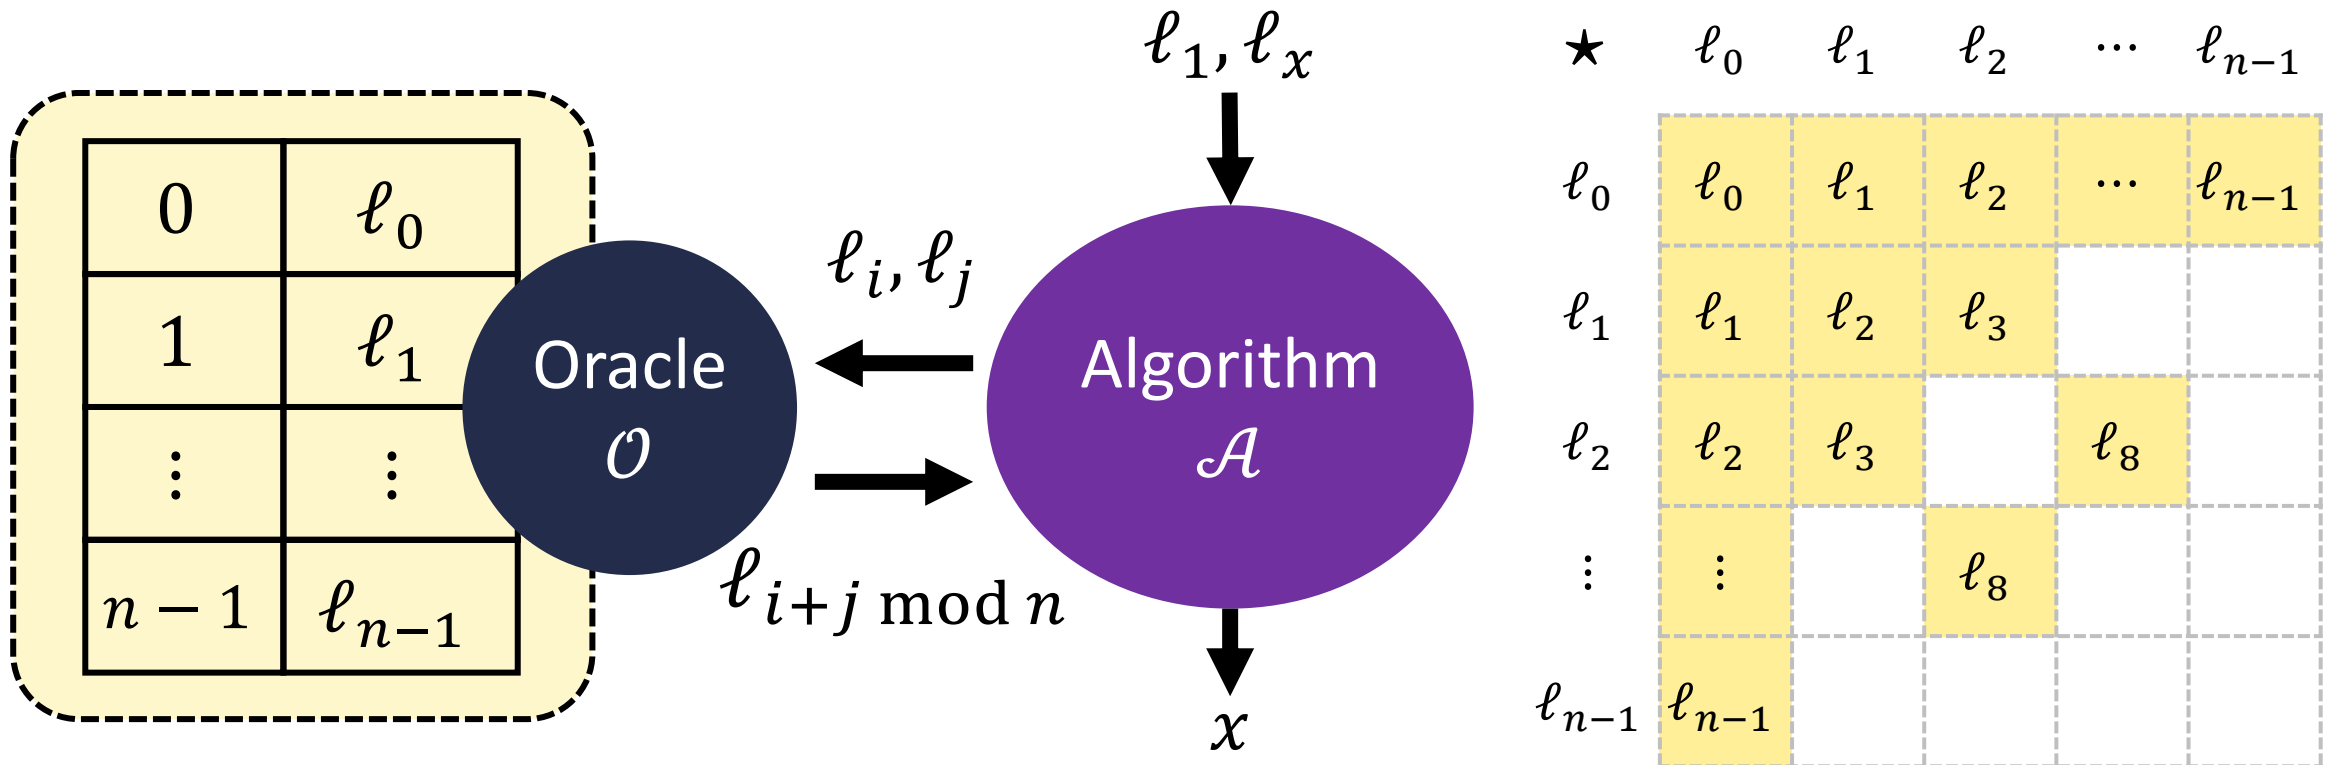 0 ℓ₀
1 ℓ₁
⋮ ⋮
n − 1 ℓₙ₋₁
Oracle
𝒪
ℓᵢ, ℓⱼ
ℓ_{i+j mod n}
ℓ₁, ℓₓ
Algorithm
𝒜
x
★ ℓ₀ ℓ₁ ℓ₂ ⋯ ℓₙ₋₁
ℓ₀ ℓ₀ ℓ₁ ℓ₂ ⋯ ℓₙ₋₁
ℓ₁ ℓ₁ ℓ₂ ℓ₃
ℓ₂ ℓ₂ ℓ₃ ℓ₈
⋮ ⋮ ℓ₈
ℓₙ₋₁ ℓₙ₋₁